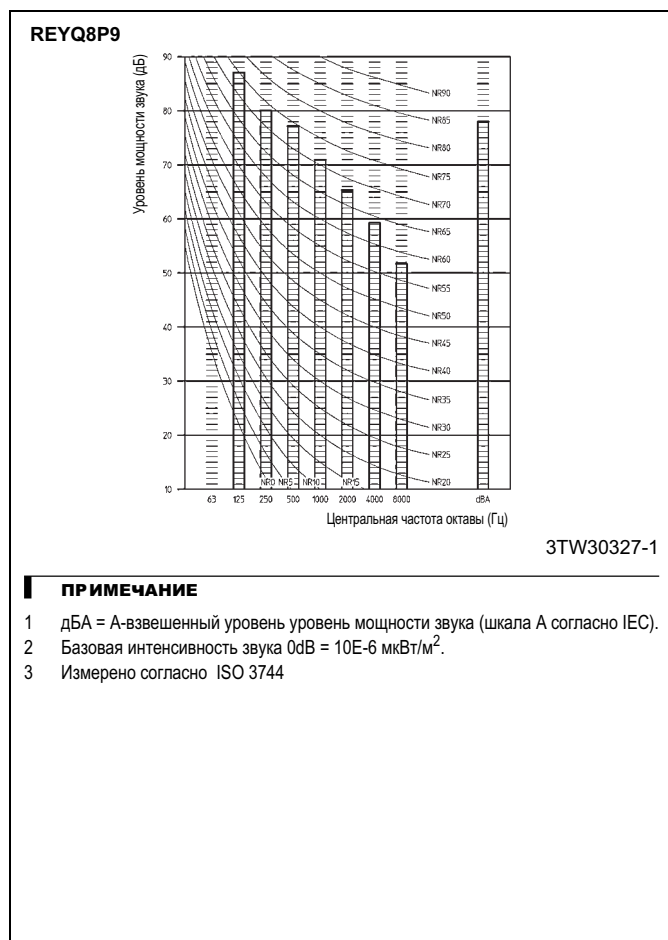 REYQ8P9
Уровень мощности звука (дБ)
90
80
70
60
50
40
30
20
10
NR90
NR85
NR80
NR75
NR70
NR65
NR60
NR55
NR50
NR45
NR40
NR35
NR30
NR25
NR20
NR0 NR5 NR10 NR15
63 125 250 500 1000 2000 4000 8000 dBA
Центральная частота октавы (Гц)
3TW30327-1
ПРИМЕЧАНИЕ
1 дБА = А-взвешенный уровень уровень мощности звука (шкала А согласно IEC).
2 Базовая интенсивность звука 0dB = 10E-6 мкВт/м².
3 Измерено согласно ISO 3744